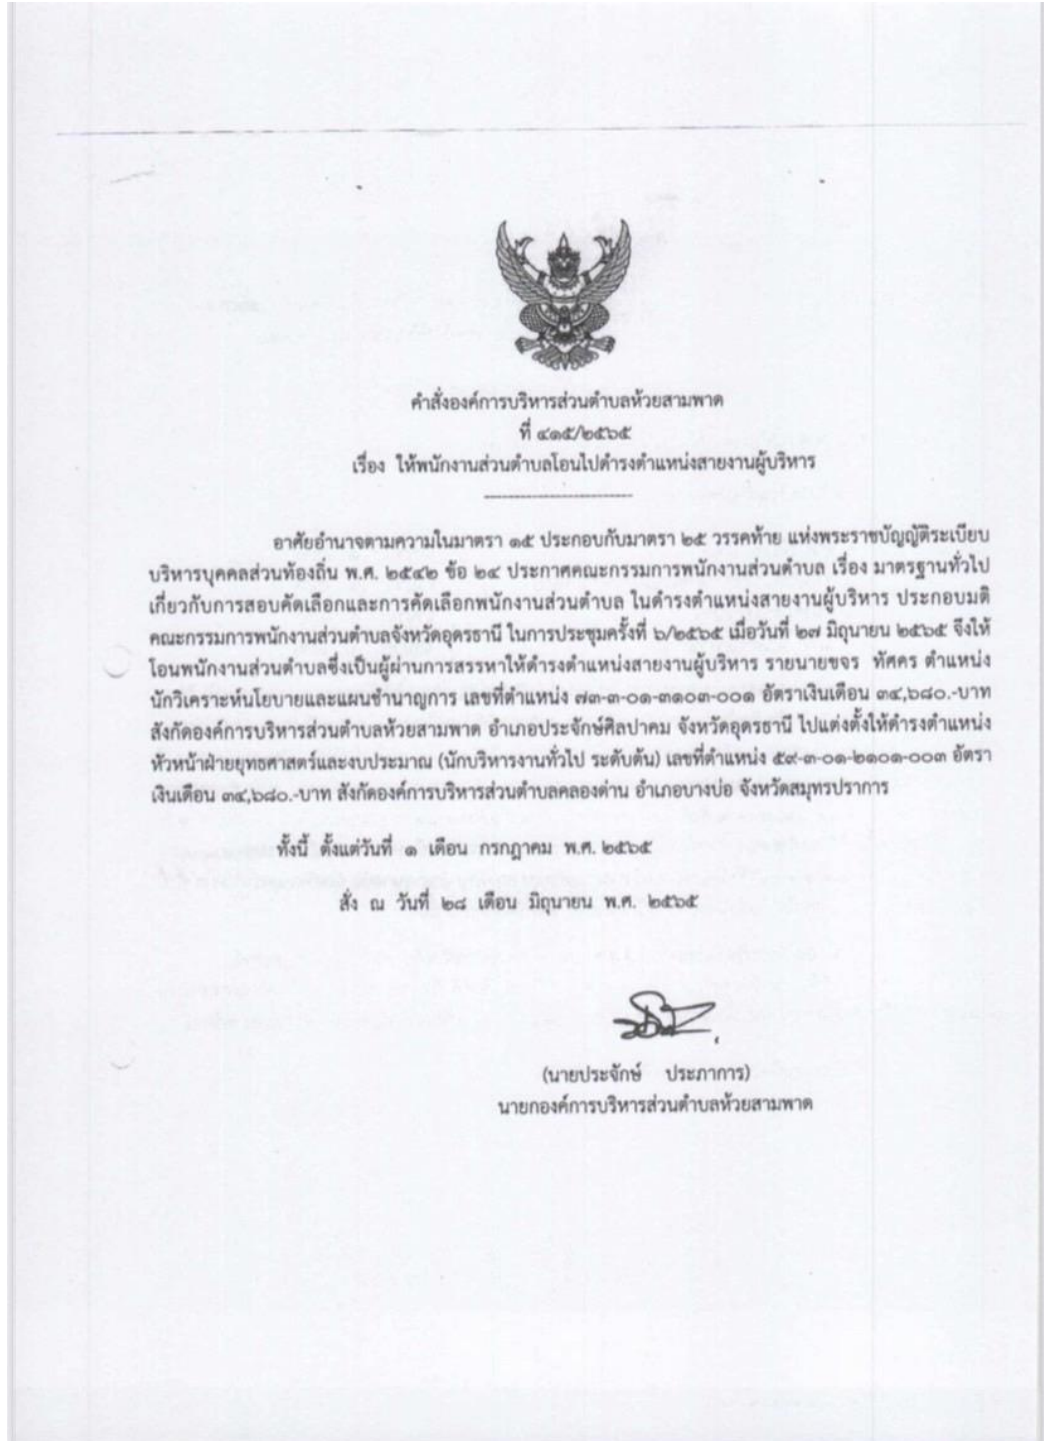 คำสั่งองค์การบริหารส่วนตำบลห้วยสามพาด
ที่ ๔๑๕/๒๕๖๕
เรื่อง ให้พนักงานส่วนตำบลโอนไปดำรงตำแหน่งสายงานผู้บริหาร
-------------------------
อาศัยอำนาจตามความในมาตรา ๑๕ ประกอบกับมาตรา ๒๕ วรรคท้าย แห่งพระราชบัญญัติระเบียบ
บริหารบุคคลส่วนท้องถิ่น พ.ศ. ๒๕๔๒ ข้อ ๒๔ ประกาศคณะกรรมการพนักงานส่วนตำบล เรื่อง มาตรฐานทั่วไป
เกี่ยวกับการสอบคัดเลือกและการคัดเลือกพนักงานส่วนตำบล ในดำรงตำแหน่งสายงานผู้บริหาร ประกอบมติ
คณะกรรมการพนักงานส่วนตำบลจังหวัดอุดรธานี ในการประชุมครั้งที่ ๖/๒๕๖๕ เมื่อวันที่ ๒๗ มิถุนายน ๒๕๖๕ จึงให้
โอนพนักงานส่วนตำบลซึ่งเป็นผู้ผ่านการสรรหาให้ดำรงตำแหน่งสายงานผู้บริหาร รายนายขจร ทัศคร ตำแหน่ง
นักวิเคราะห์นโยบายและแผนชำนาญการ เลขที่ตำแหน่ง ๗๓-๓-๐๑-๓๑๐๓-๐๐๑ อัตราเงินเดือน ๓๔,๖๘๐.-บาท
สังกัดองค์การบริหารส่วนตำบลห้วยสามพาด อำเภอประจักษ์ศิลปาคม จังหวัดอุดรธานี ไปแต่งตั้งให้ดำรงตำแหน่ง
หัวหน้าฝ่ายยุทธศาสตร์และงบประมาณ (นักบริหารงานทั่วไป ระดับต้น) เลขที่ตำแหน่ง ๕๙-๓-๐๑-๒๑๐๑-๐๐๓ อัตรา
เงินเดือน ๓๔,๖๘๐.-บาท สังกัดองค์การบริหารส่วนตำบลคลองด่าน อำเภอบางบ่อ จังหวัดสมุทรปราการ
ทั้งนี้ ตั้งแต่วันที่ ๑ เดือน กรกฎาคม พ.ศ. ๒๕๖๕
สั่ง ณ วันที่ ๒๘ เดือน มิถุนายน พ.ศ. ๒๕๖๕
(นายประจักษ์ ประภาการ)
นายกองค์การบริหารส่วนตำบลห้วยสามพาด